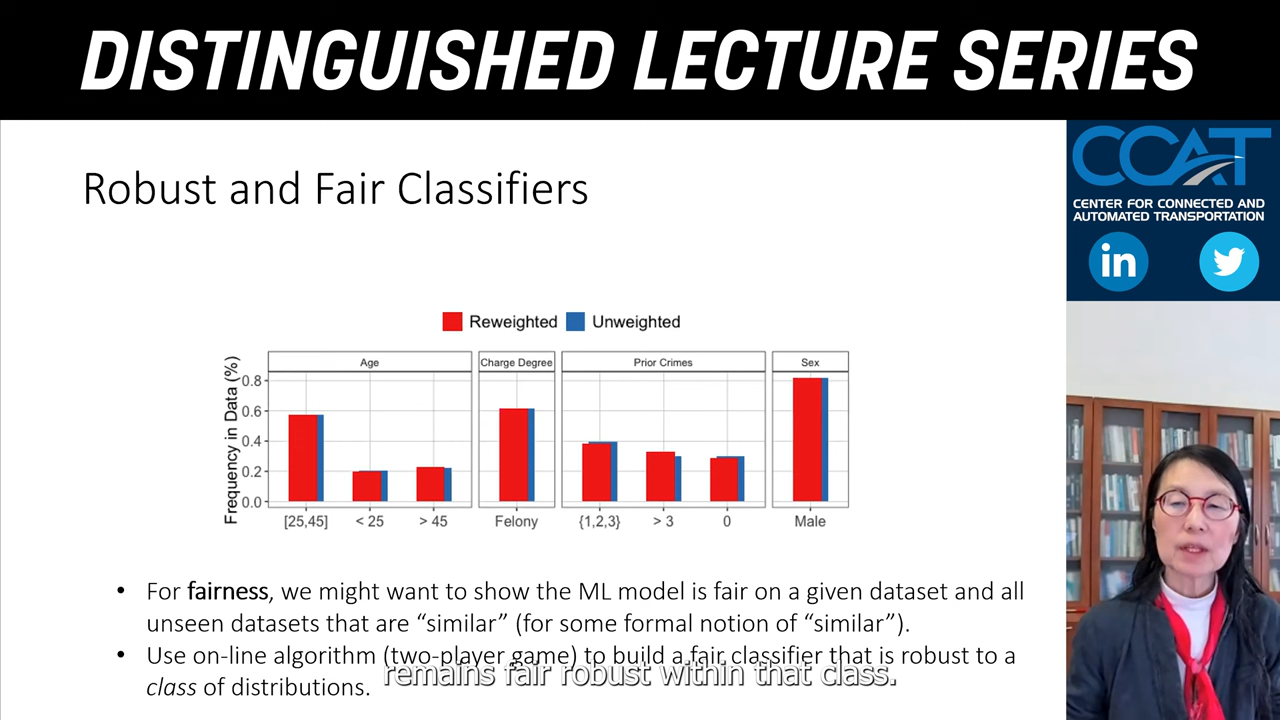 DISTINGUISHED LECTURE SERIES
CCAT
CENTER FOR CONNECTED AND
AUTOMATED TRANSPORTATION
in
Robust and Fair Classifiers
Reweighted Unweighted
Age Charge Degree Prior Crimes Sex
Frequency in Data (%)
0.8
0.6
0.4
0.2
0.0
[25,45] < 25 > 45 Felony {1,2,3} > 3 0 Male
• For fairness, we might want to show the ML model is fair on a given dataset and all
unseen datasets that are “similar” (for some formal notion of “similar”).
• Use on-line algorithm (two-player game) to build a fair classifier that is robust to a
class of distributions.
remains fair robust within that class.